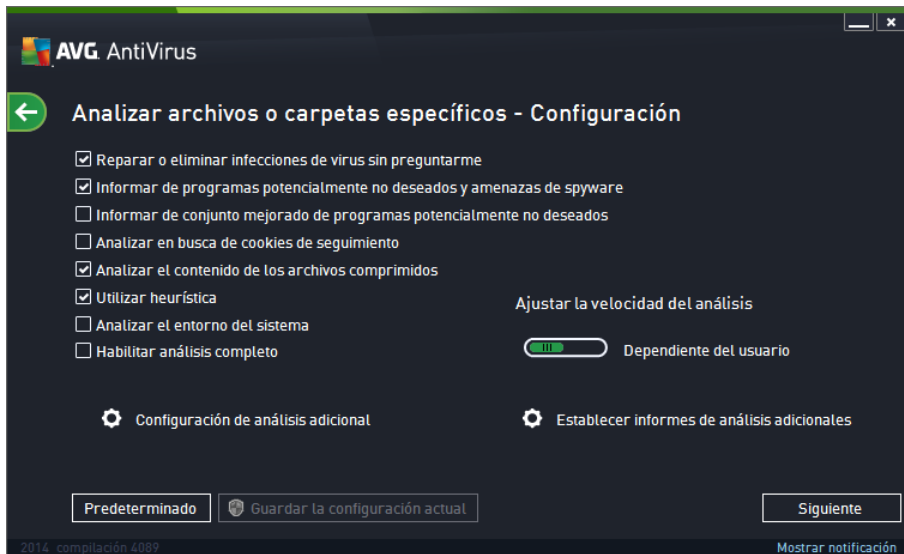 AVG. AntiVirus
Analizar archivos o carpetas específicos - Configuración
Reparar o eliminar infecciones de virus sin preguntarme
Informar de programas potencialmente no deseados y amenazas de spyware
Informar de conjunto mejorado de programas potencialmente no deseados
Analizar en busca de cookies de seguimiento
Analizar el contenido de los archivos comprimidos
Utilizar heurística
Analizar el entorno del sistema
Habilitar análisis completo
Ajustar la velocidad del análisis
Dependiente del usuario
Configuración de análisis adicional
Establecer informes de análisis adicionales
Predeterminado
Guardar la configuración actual
Siguiente
2014 compilación 4089
Mostrar notificación